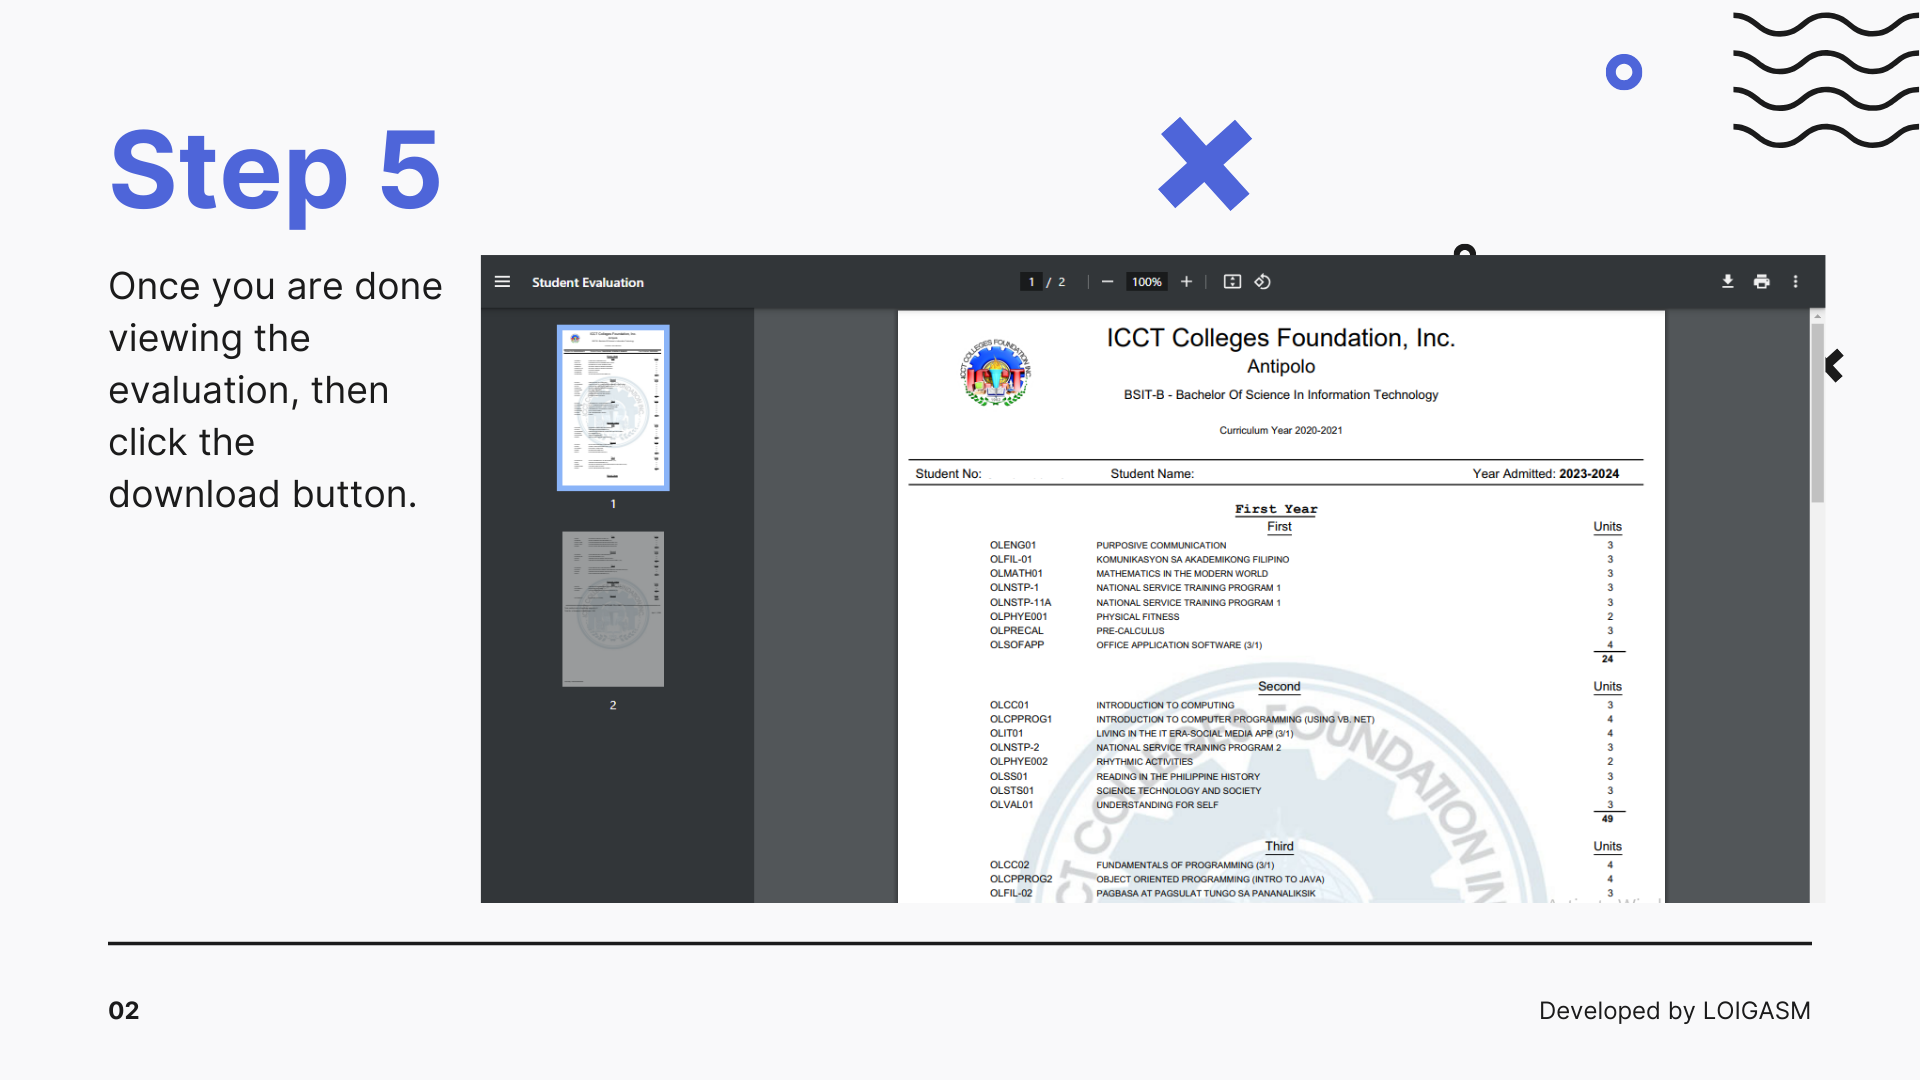 Step 5
Once you are done
viewing the
evaluation, then
click the
download button.
Student Evaluation
1 / 2
100%
1
2
ICCT COLLEGES FOUNDATION INC.
ICCT Colleges Foundation, Inc.
Antipolo
BSIT-B - Bachelor Of Science In Information Technology
Curriculum Year 2020-2021
Student No: Student Name: Year Admitted: 2023-2024
First Year
First Units
OLENG01 PURPOSIVE COMMUNICATION 3
OLFIL-01 KOMUNIKASYON SA AKADEMIKONG FILIPINO 3
OLMATH01 MATHEMATICS IN THE MODERN WORLD 3
OLNSTP-1 NATIONAL SERVICE TRAINING PROGRAM 1 3
OLNSTP-11A NATIONAL SERVICE TRAINING PROGRAM 1 3
OLPHYE001 PHYSICAL FITNESS 2
OLPRECAL PRE-CALCULUS 3
OLSOFAPP OFFICE APPLICATION SOFTWARE (3/1) 4
24
Second Units
OLCC01 INTRODUCTION TO COMPUTING 3
OLCPPROG1 INTRODUCTION TO COMPUTER PROGRAMMING (USING VB. NET) 4
OLIT01 LIVING IN THE IT ERA-SOCIAL MEDIA APP (3/1) 4
OLNSTP-2 NATIONAL SERVICE TRAINING PROGRAM 2 3
OLPHYE002 RHYTHMIC ACTIVITIES 2
OLSS01 READING IN THE PHILIPPINE HISTORY 3
OLSTS01 SCIENCE TECHNOLOGY AND SOCIETY 3
OLVAL01 UNDERSTANDING FOR SELF 3
49
Third Units
OLCC02 FUNDAMENTALS OF PROGRAMMING (3/1) 4
OLCPPROG2 OBJECT ORIENTED PROGRAMMING (INTRO TO JAVA) 4
OLFIL-02 PAGBASA AT PAGSULAT TUNGO SA PANANALIKSIK 3
CT COLLEGES FOUNDATION IN
02
Developed by LOIGASM